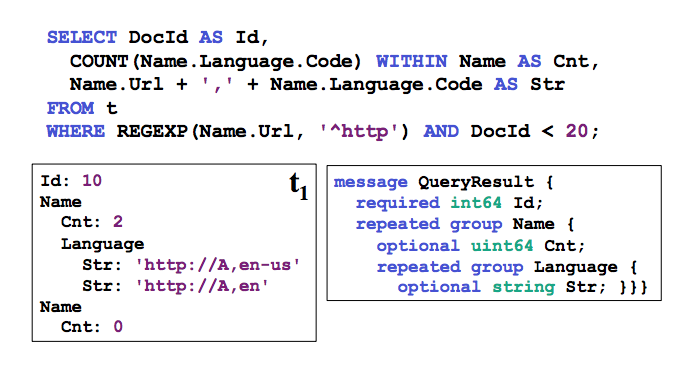 SELECT DocId AS Id,
COUNT(Name.Language.Code) WITHIN Name AS Cnt,
Name.Url + ',' + Name.Language.Code AS Str
FROM t
WHERE REGEXP(Name.Url, '^http') AND DocId < 20;
Id: 10
t1
Name
Cnt: 2
Language
Str: 'http://A,en-us'
Str: 'http://A,en'
Name
Cnt: 0
message QueryResult {
required int64 Id;
repeated group Name {
optional uint64 Cnt;
repeated group Language {
optional string Str; }}}